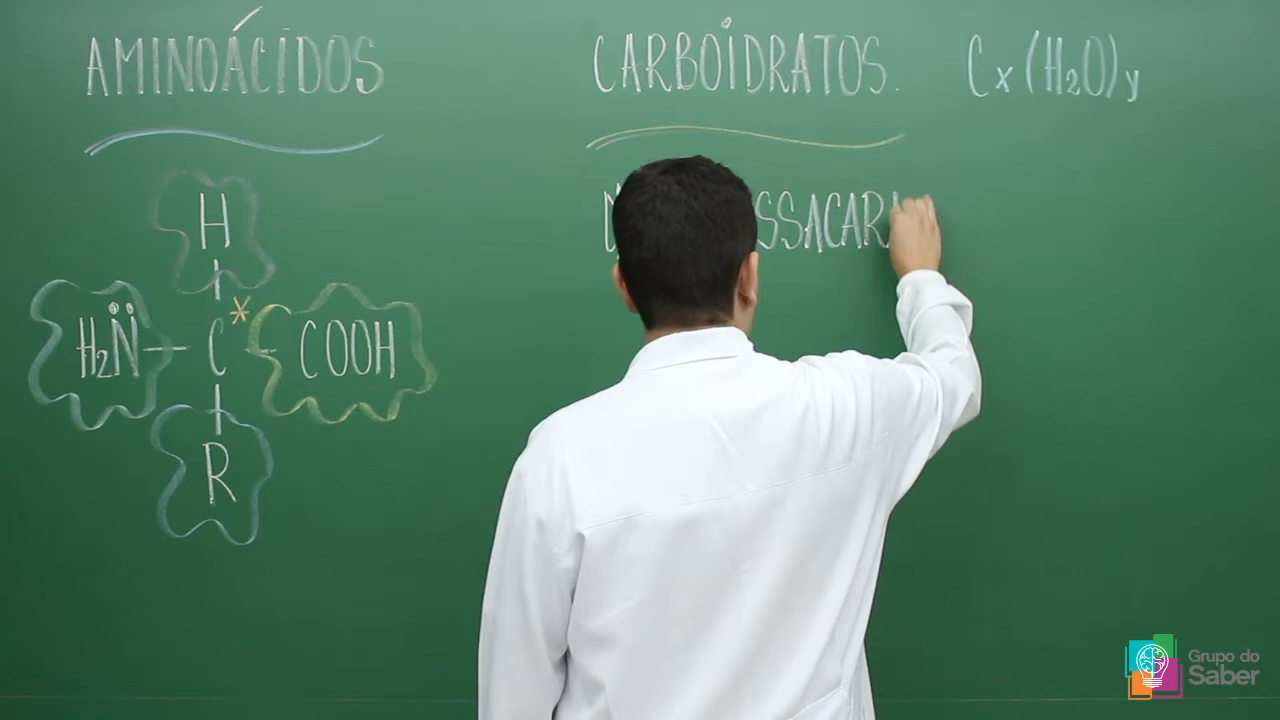 AMINOÁCIDOS
CARBOIDRATOS. Cx (H2O)y
H
H2N̈ — C* — COOH
R
Grupo do
Saber